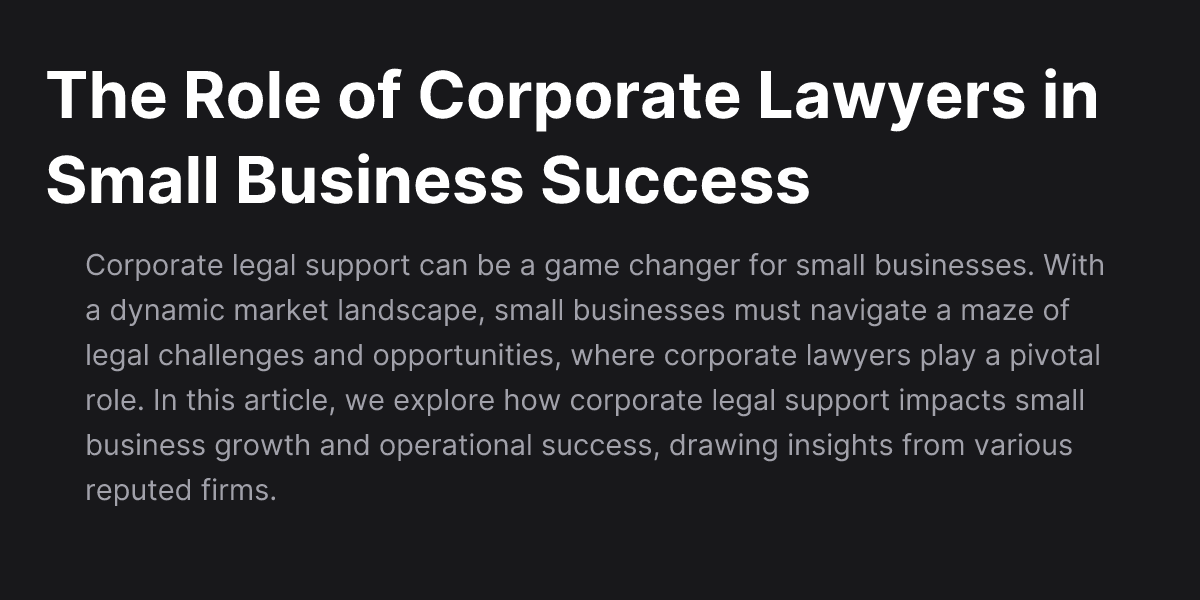 The Role of Corporate Lawyers in
Small Business Success
Corporate legal support can be a game changer for small businesses. With
a dynamic market landscape, small businesses must navigate a maze of
legal challenges and opportunities, where corporate lawyers play a pivotal
role. In this article, we explore how corporate legal support impacts small
business growth and operational success, drawing insights from various
reputed firms.